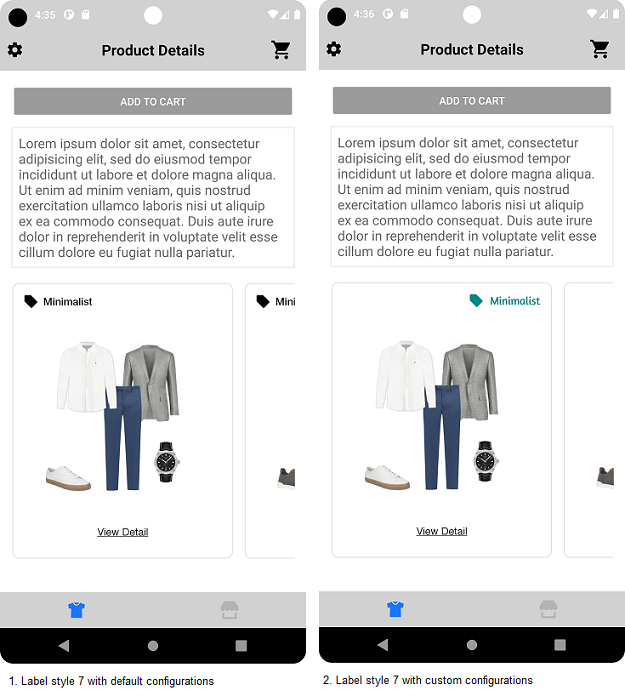 4:35
Product Details
ADD TO CART
Lorem ipsum dolor sit amet, consectetur
adipisicing elit, sed do eiusmod tempor
incididunt ut labore et dolore magna aliqua.
Ut enim ad minim veniam, quis nostrud
exercitation ullamco laboris nisi ut aliquip
ex ea commodo consequat. Duis aute irure
dolor in reprehenderit in voluptate velit esse
cillum dolore eu fugiat nulla pariatur.
Minimalist
Mini
View Detail
1. Label style 7 with default configurations
4:36
Product Details
ADD TO CART
Lorem ipsum dolor sit amet, consectetur
adipisicing elit, sed do eiusmod tempor
incididunt ut labore et dolore magna aliqua.
Ut enim ad minim veniam, quis nostrud
exercitation ullamco laboris nisi ut aliquip
ex ea commodo consequat. Duis aute irure
dolor in reprehenderit in voluptate velit esse
cillum dolore eu fugiat nulla pariatur.
Minimalist
View Detail
2. Label style 7 with custom configurations